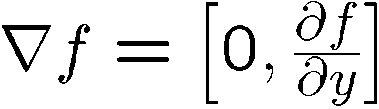 ∇f = [0, ∂f/∂y]